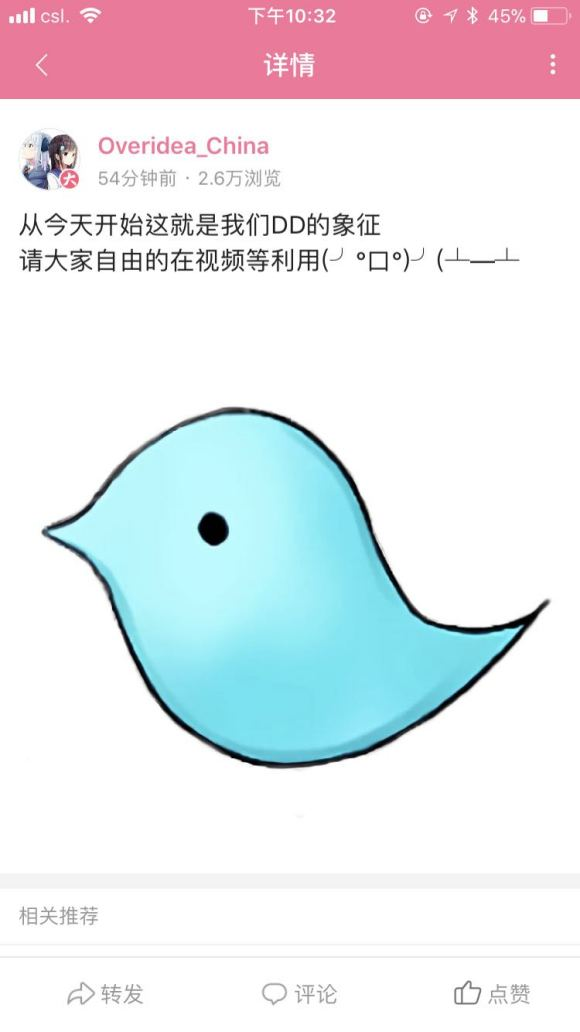 csl. 下午10:32 45%
详情
Overidea_China
54分钟前 · 2.6万浏览
从今天开始这就是我们DD的象征
请大家自由的在视频等利用(╯°口°)╯(┴—┴
相关推荐
转发 评论 点赞